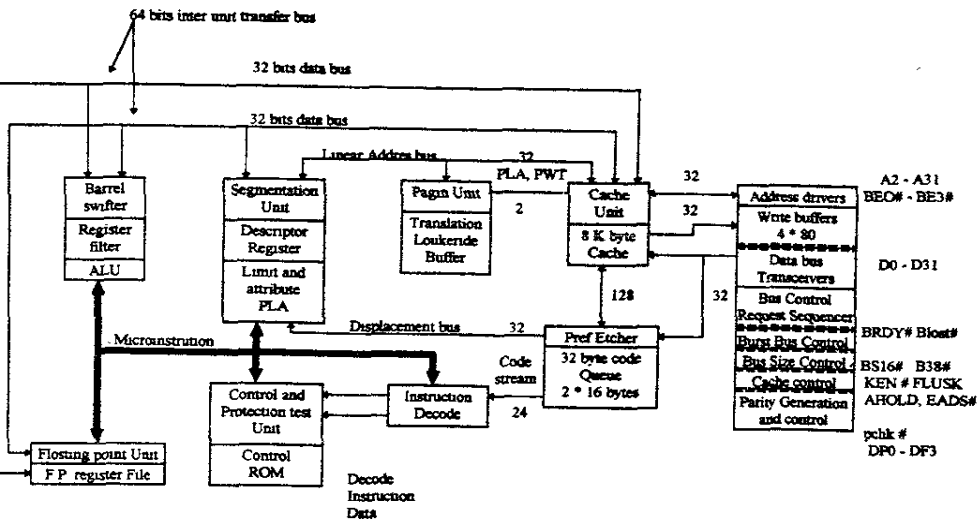 64 bits inter unit transfer bus
32 bits data bus
32 bits data bus
Linear Addres bus
32
PLA, PWT
2
Barrel
swifter
Register
filter
ALU
Segmentation
Unit
Descriptor
Register
Limit and
attribute
PLA
Pagin Unit
Translation
Loukeride
Buffer
Cache
Unit
8 K byte
Cache
32
32
128
32
Address drivers
Write buffers
4 * 80
Data bus
Transceivers
Bus Control
Request Sequencer
Burst Bus Control
Bus Size Control
Cache control
Parity Generation
and control
A2 - A31
BEO# - BE3#
D0 - D31
BRDY# Blost#
BS16# B38#
KEN # FLUSK
AHOLD, EADS#
pchk #
DP0 - DF3
Displacement bus
32
Microinstrution
Pref Etcher
32 byte code
Queue
2 * 16 bytes
Code
stream
24
Control and
Protection test
Unit
Control
ROM
Instruction
Decode
Flosting point Unit
F P register File
Decode
Instruction
Data